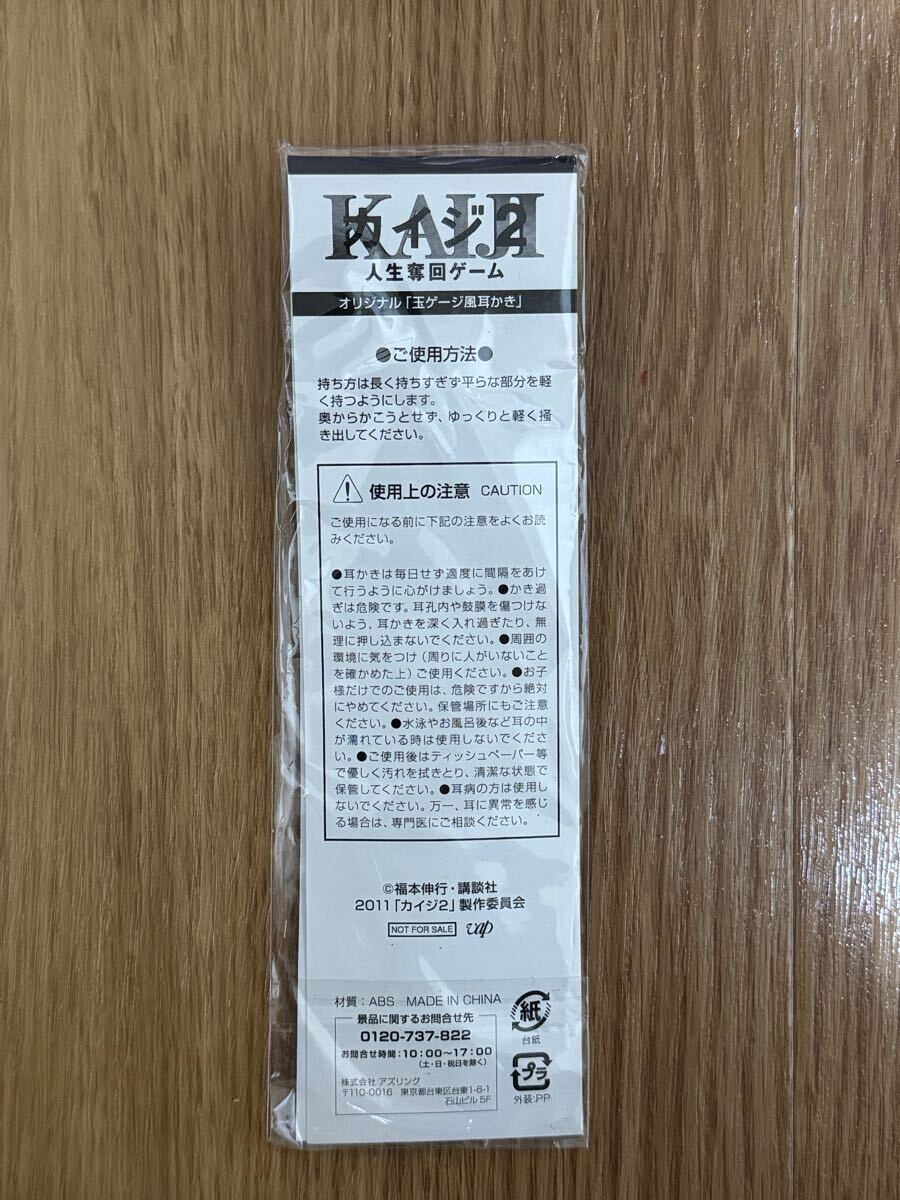 KAIJI
カイジ2
人生奪回ゲーム
オリジナル「玉ゲージ風耳かき」
●ご使用方法●
持ち方は長く持ちすぎず平らな部分を軽
く持つようにします。
奥からかこうとせず、ゆっくりと軽く掻
き出してください。
使用上の注意 CAUTION
ご使用になる前に下記の注意をよくお読
みください。
●耳かきは毎日せず適度に間隔をあけ
て行うように心がけましょう。●かき過
ぎは危険です。耳孔内や鼓膜を傷つけな
いよう、耳かきを深く入れ過ぎたり、無
理に押し込まないでください。●周囲の
環境に気をつけ（周りに人がいないこと
を確かめた上）ご使用ください。●お子
様だけでのご使用は、危険ですから絶対
にやめてください。保管場所にもご注意
ください。●水泳やお風呂後など耳の中
が濡れている時は使用しないでくださ
い。●ご使用後はティッシュペーパー等
で優しく汚れを拭きとり、清潔な状態で
保管してください。●耳病の方は使用し
ないでください。万一、耳に異常を感じ
る場合は、専門医にご相談ください。
©福本伸行・講談社
2011「カイジ2」製作委員会
NOT FOR SALE vap
材質：ABS MADE IN CHINA
景品に関するお問合せ先
0120-737-822
お問合せ時間：10：00〜17：00
（土・日・祝日を除く）
株式会社 アズリング
〒110-0016 東京都台東区台東1-6-1
石山ビル 5F
紙
台紙
プラ
外装：PP